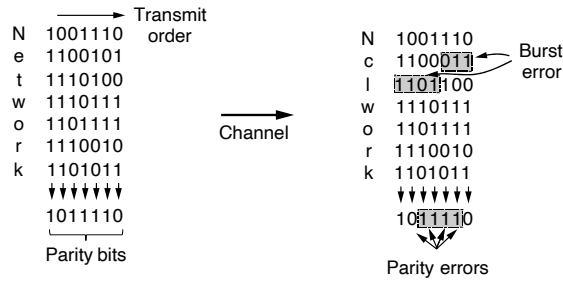 Transmit
order
N 1001110
e 1100101
t 1110100
w 1110111
o 1101111
r 1110010
k 1101011
1011110
Parity bits
Channel
N 1001110
c 1100011
l 1101100
w 1110111
o 1101111
r 1110010
k 1101011
1011110
Parity errors
Burst
error